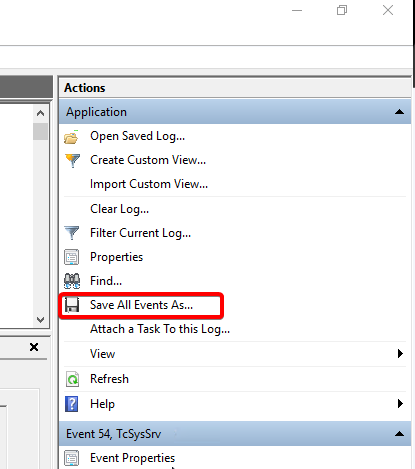 Actions
Application
Open Saved Log...
Create Custom View...
Import Custom View...
Clear Log...
Filter Current Log...
Properties
Find...
Save All Events As...
Attach a Task To this Log...
View
Refresh
Help
Event 54, TcSysSrv
Event Properties